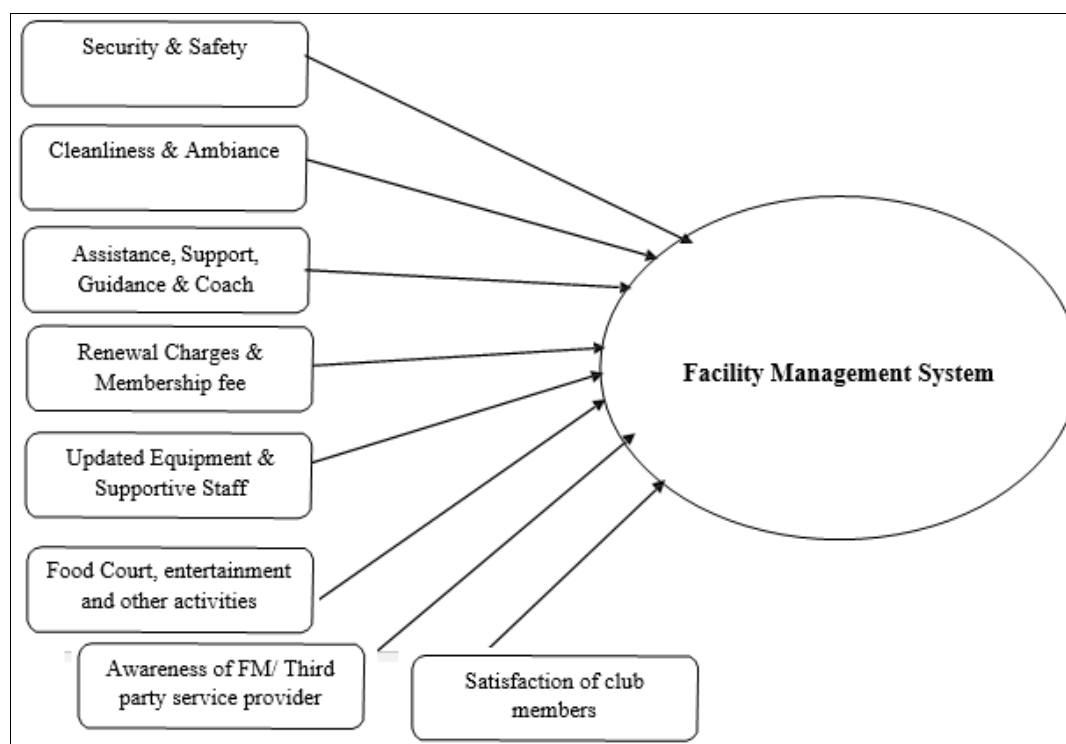 Security & Safety
Cleanliness & Ambiance
Assistance, Support,
Guidance & Coach
Renewal Charges &
Membership fee
Facility Management System
Updated Equipment &
Supportive Staff
Food Court, entertainment
and other activities
Awareness of FM/ Third
party service provider
Satisfaction of club
members